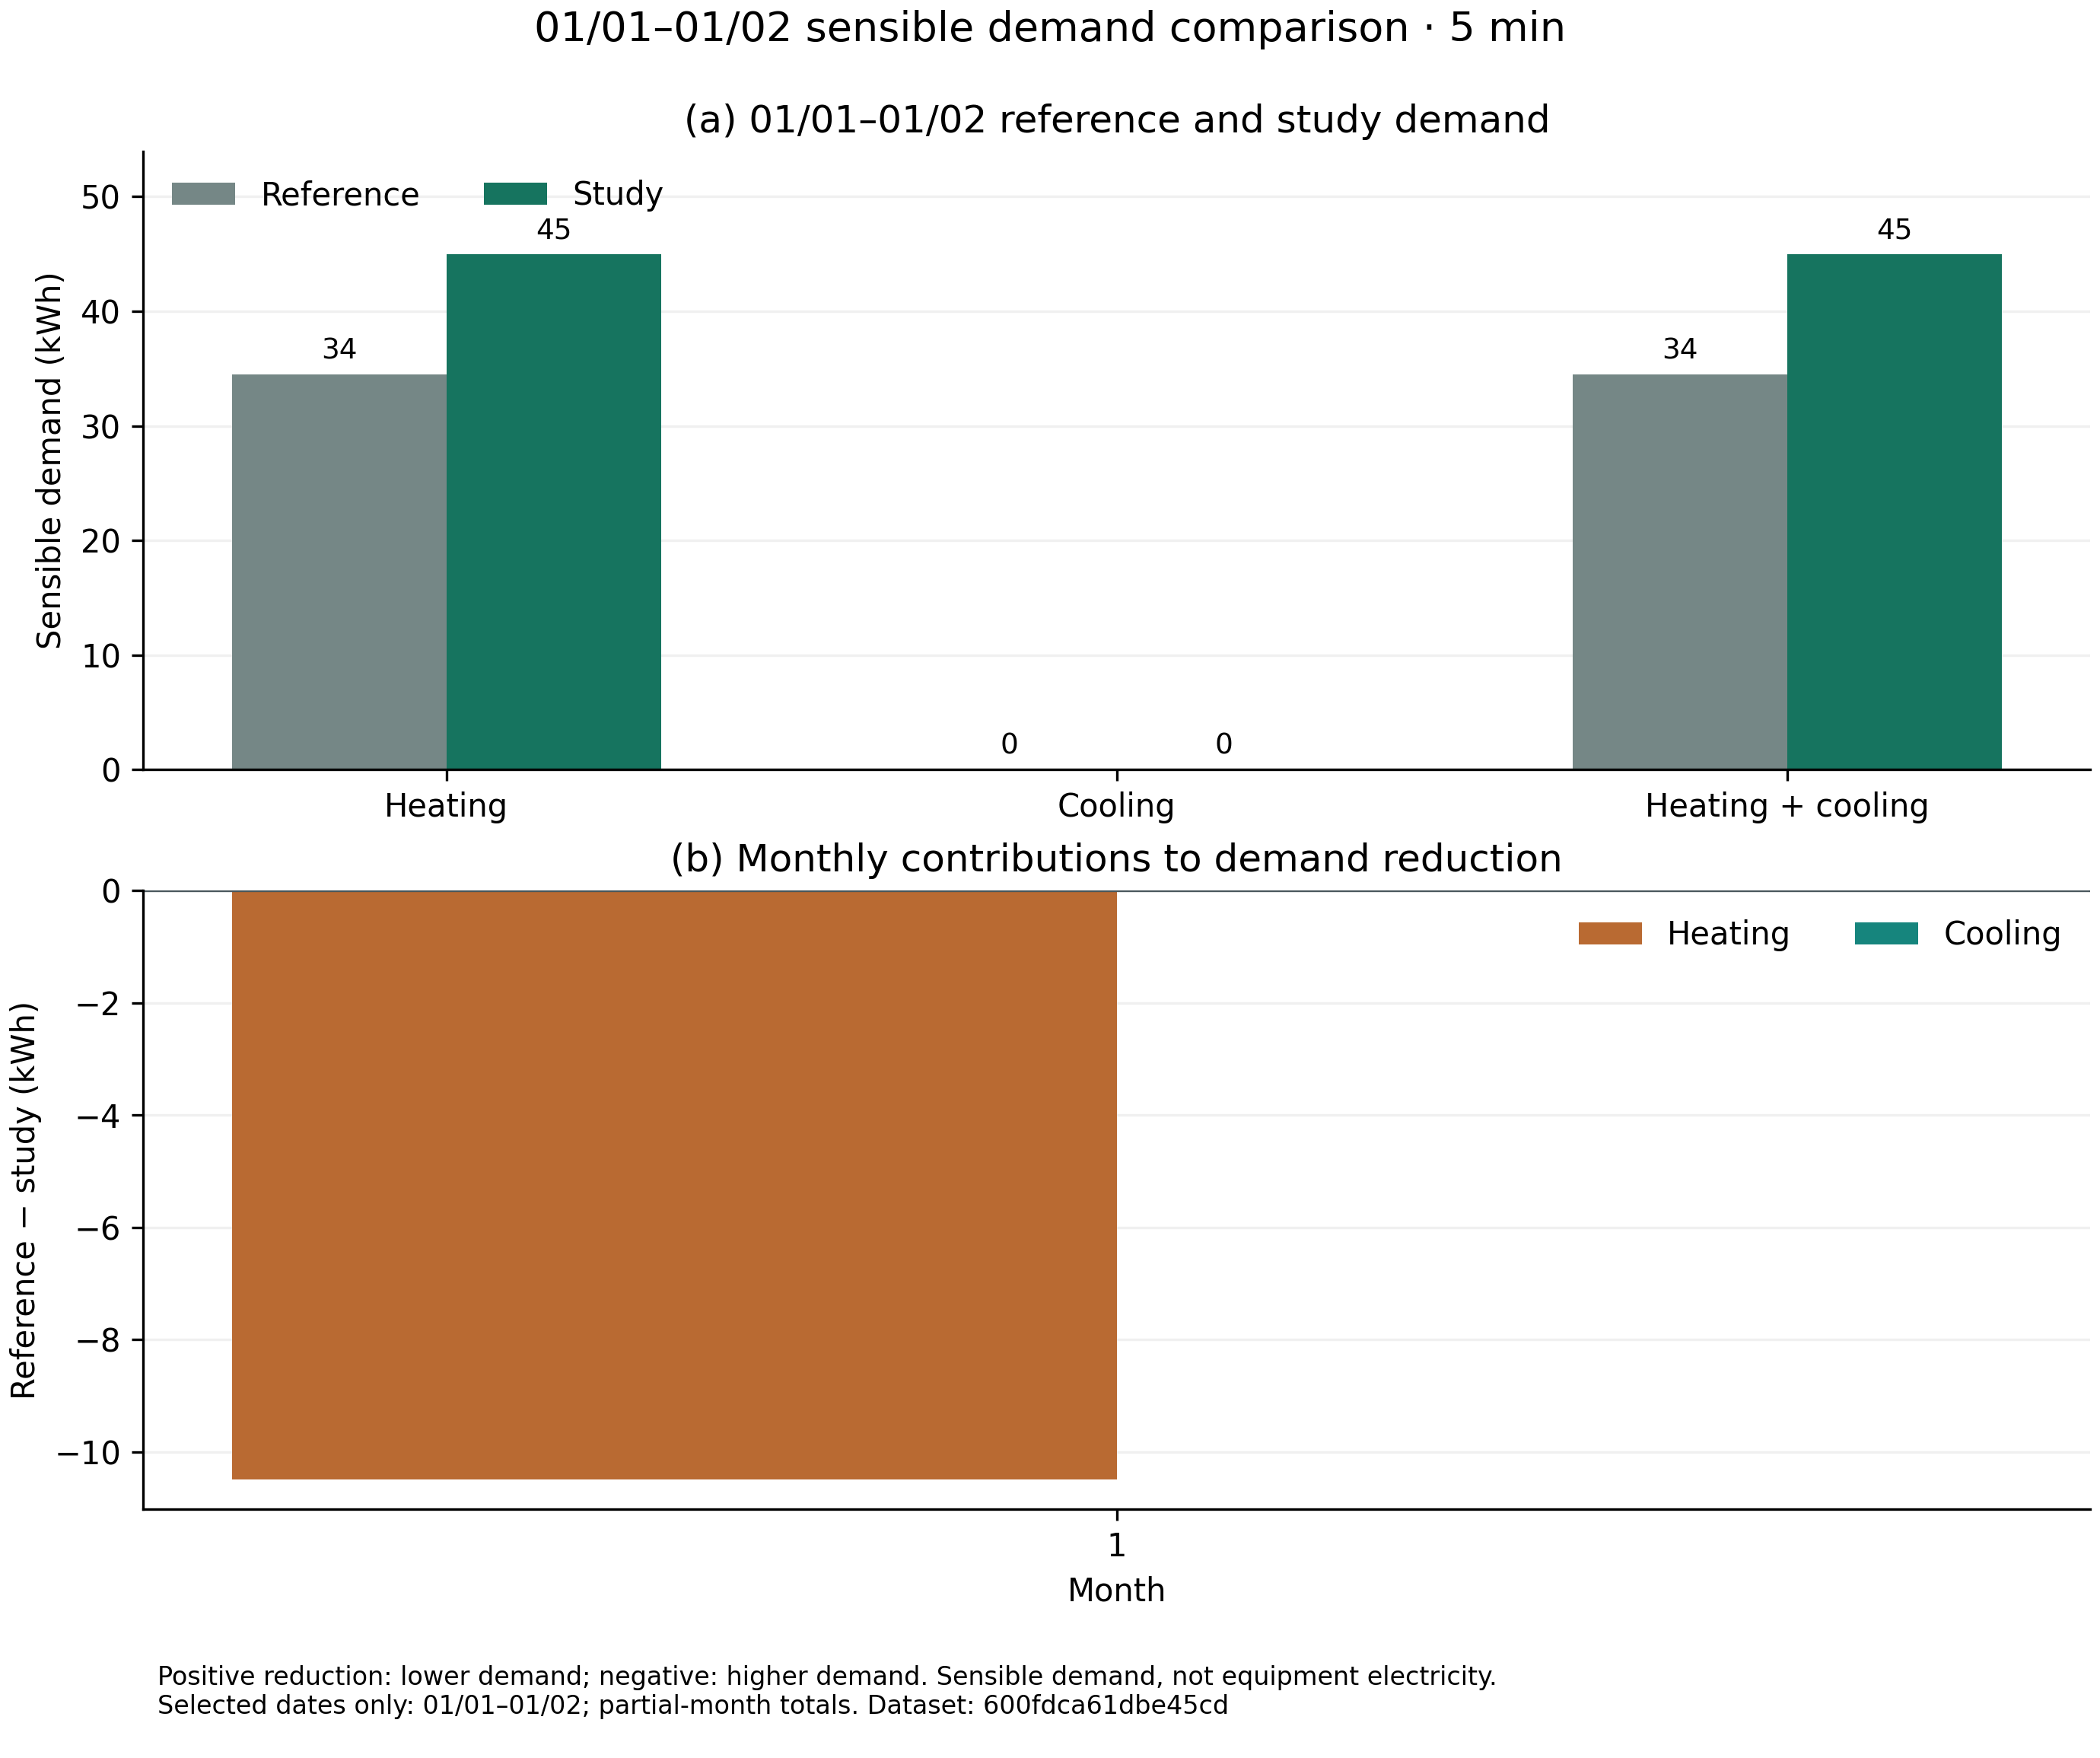 01/01–01/02 sensible demand comparison · 5 min
(a) 01/01–01/02 reference and study demand
Sensible demand (kWh)
50
40
30
20
10
0
Reference
Study
34
45
0
0
34
45
Heating
Cooling
Heating + cooling
(b) Monthly contributions to demand reduction
Reference − study (kWh)
0
−2
−4
−6
−8
−10
Heating
Cooling
1
Month
Positive reduction: lower demand; negative: higher demand. Sensible demand, not equipment electricity.
Selected dates only: 01/01–01/02; partial-month totals. Dataset: 600fdca61dbe45cd